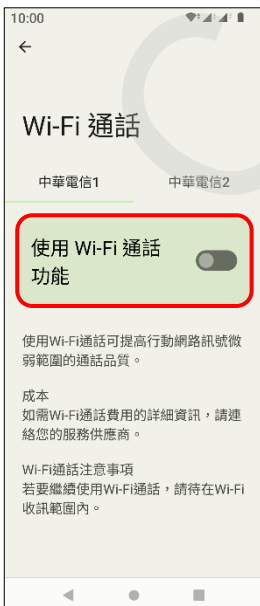 10:00
Wi-Fi 通話
中華電信1 中華電信2
使用 Wi-Fi 通話
功能
使用Wi-Fi通話可提高行動網路訊號微
弱範圍的通話品質。
成本
如需Wi-Fi通話費用的詳細資訊,請連
絡您的服務供應商。
Wi-Fi通話注意事項
若要繼續使用Wi-Fi通話,請待在Wi-Fi
收訊範圍內。